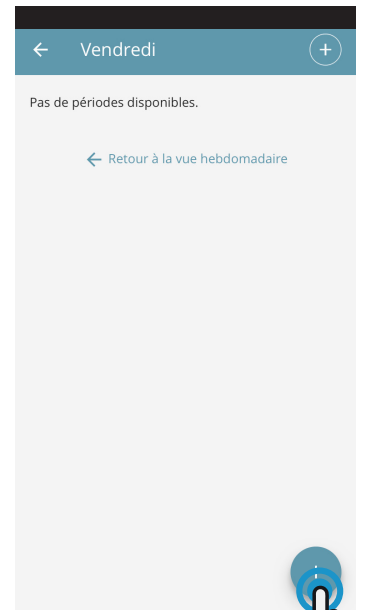 Vendredi
Pas de périodes disponibles.
Retour à la vue hebdomadaire